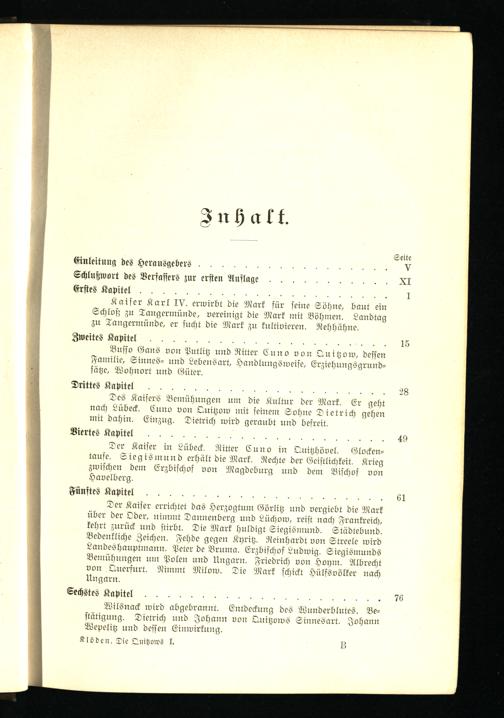 Inhalt.
Seite
Einleitung des Herausgebers . . . . . . . . . . . . . V
Schlußwort des Verfassers zur ersten Auflage . . . . . . . . XI
Erstes Kapitel . . . . . . . . . . . . . . . . . 1
Kaiser Karl IV. erwirbt die Mark für seine Söhne, baut ein
Schloß zu Tangermünde, vereinigt die Mark mit Böhmen. Landtag
zu Tangermünde, er sucht die Mark zu kultivieren. Rehhähne.
Zweites Kapitel . . . . . . . . . . . . . . . . . 15
Busso Gans von Putlitz und Ritter Cuno von Quitzow, dessen
Familie, Sinnes- und Lebensart, Handlungsweise, Erziehungsgrund-
sätze, Wohnort und Güter.
Drittes Kapitel . . . . . . . . . . . . . . . . . 28
Des Kaisers Bemühungen um die Kultur der Mark. Er geht
nach Lübeck. Cuno von Quitzow mit seinem Sohne Dietrich gehen
mit dahin. Einzug. Dietrich wird geraubt und befreit.
Viertes Kapitel . . . . . . . . . . . . . . . . . 49
Der Kaiser in Lübeck. Ritter Cuno in Quitzhövel. Glocken-
taufe. Siegismund erhält die Mark. Rechte der Geistlichkeit. Krieg
zwischen dem Erzbischof von Magdeburg und dem Bischof von
Havelberg.
Fünftes Kapitel . . . . . . . . . . . . . . . . . 61
Der Kaiser errichtet das Herzogtum Görlitz und vergiebt die Mark
über der Oder, nimmt Dannenberg und Lüchow, reist nach Frankreich,
kehrt zurück und stirbt. Die Mark huldigt Siegismund. Städtebund.
Bedenkliche Zeichen. Fehde gegen Kyritz. Reinhardt von Strele wird
Landeshauptmann. Peter de Brumna. Erzbischof Ludwig. Siegismunds
Bemühungen um Polen und Ungarn. Friedrich von Hoym. Albrecht
von Querfurt. Nimmt Milow. Die Mark schickt Hülfsvölker nach
Ungarn.
Sechstes Kapitel . . . . . . . . . . . . . . . . . 76
Wilsnack wird abgebrannt. Entdeckung des Wunderblutes. Be-
stätigung. Dietrich und Johann von Quitzows Sinnesart. Johann
Wepelitz und dessen Einwirkung.
Klöden, Die Quitzows I. B